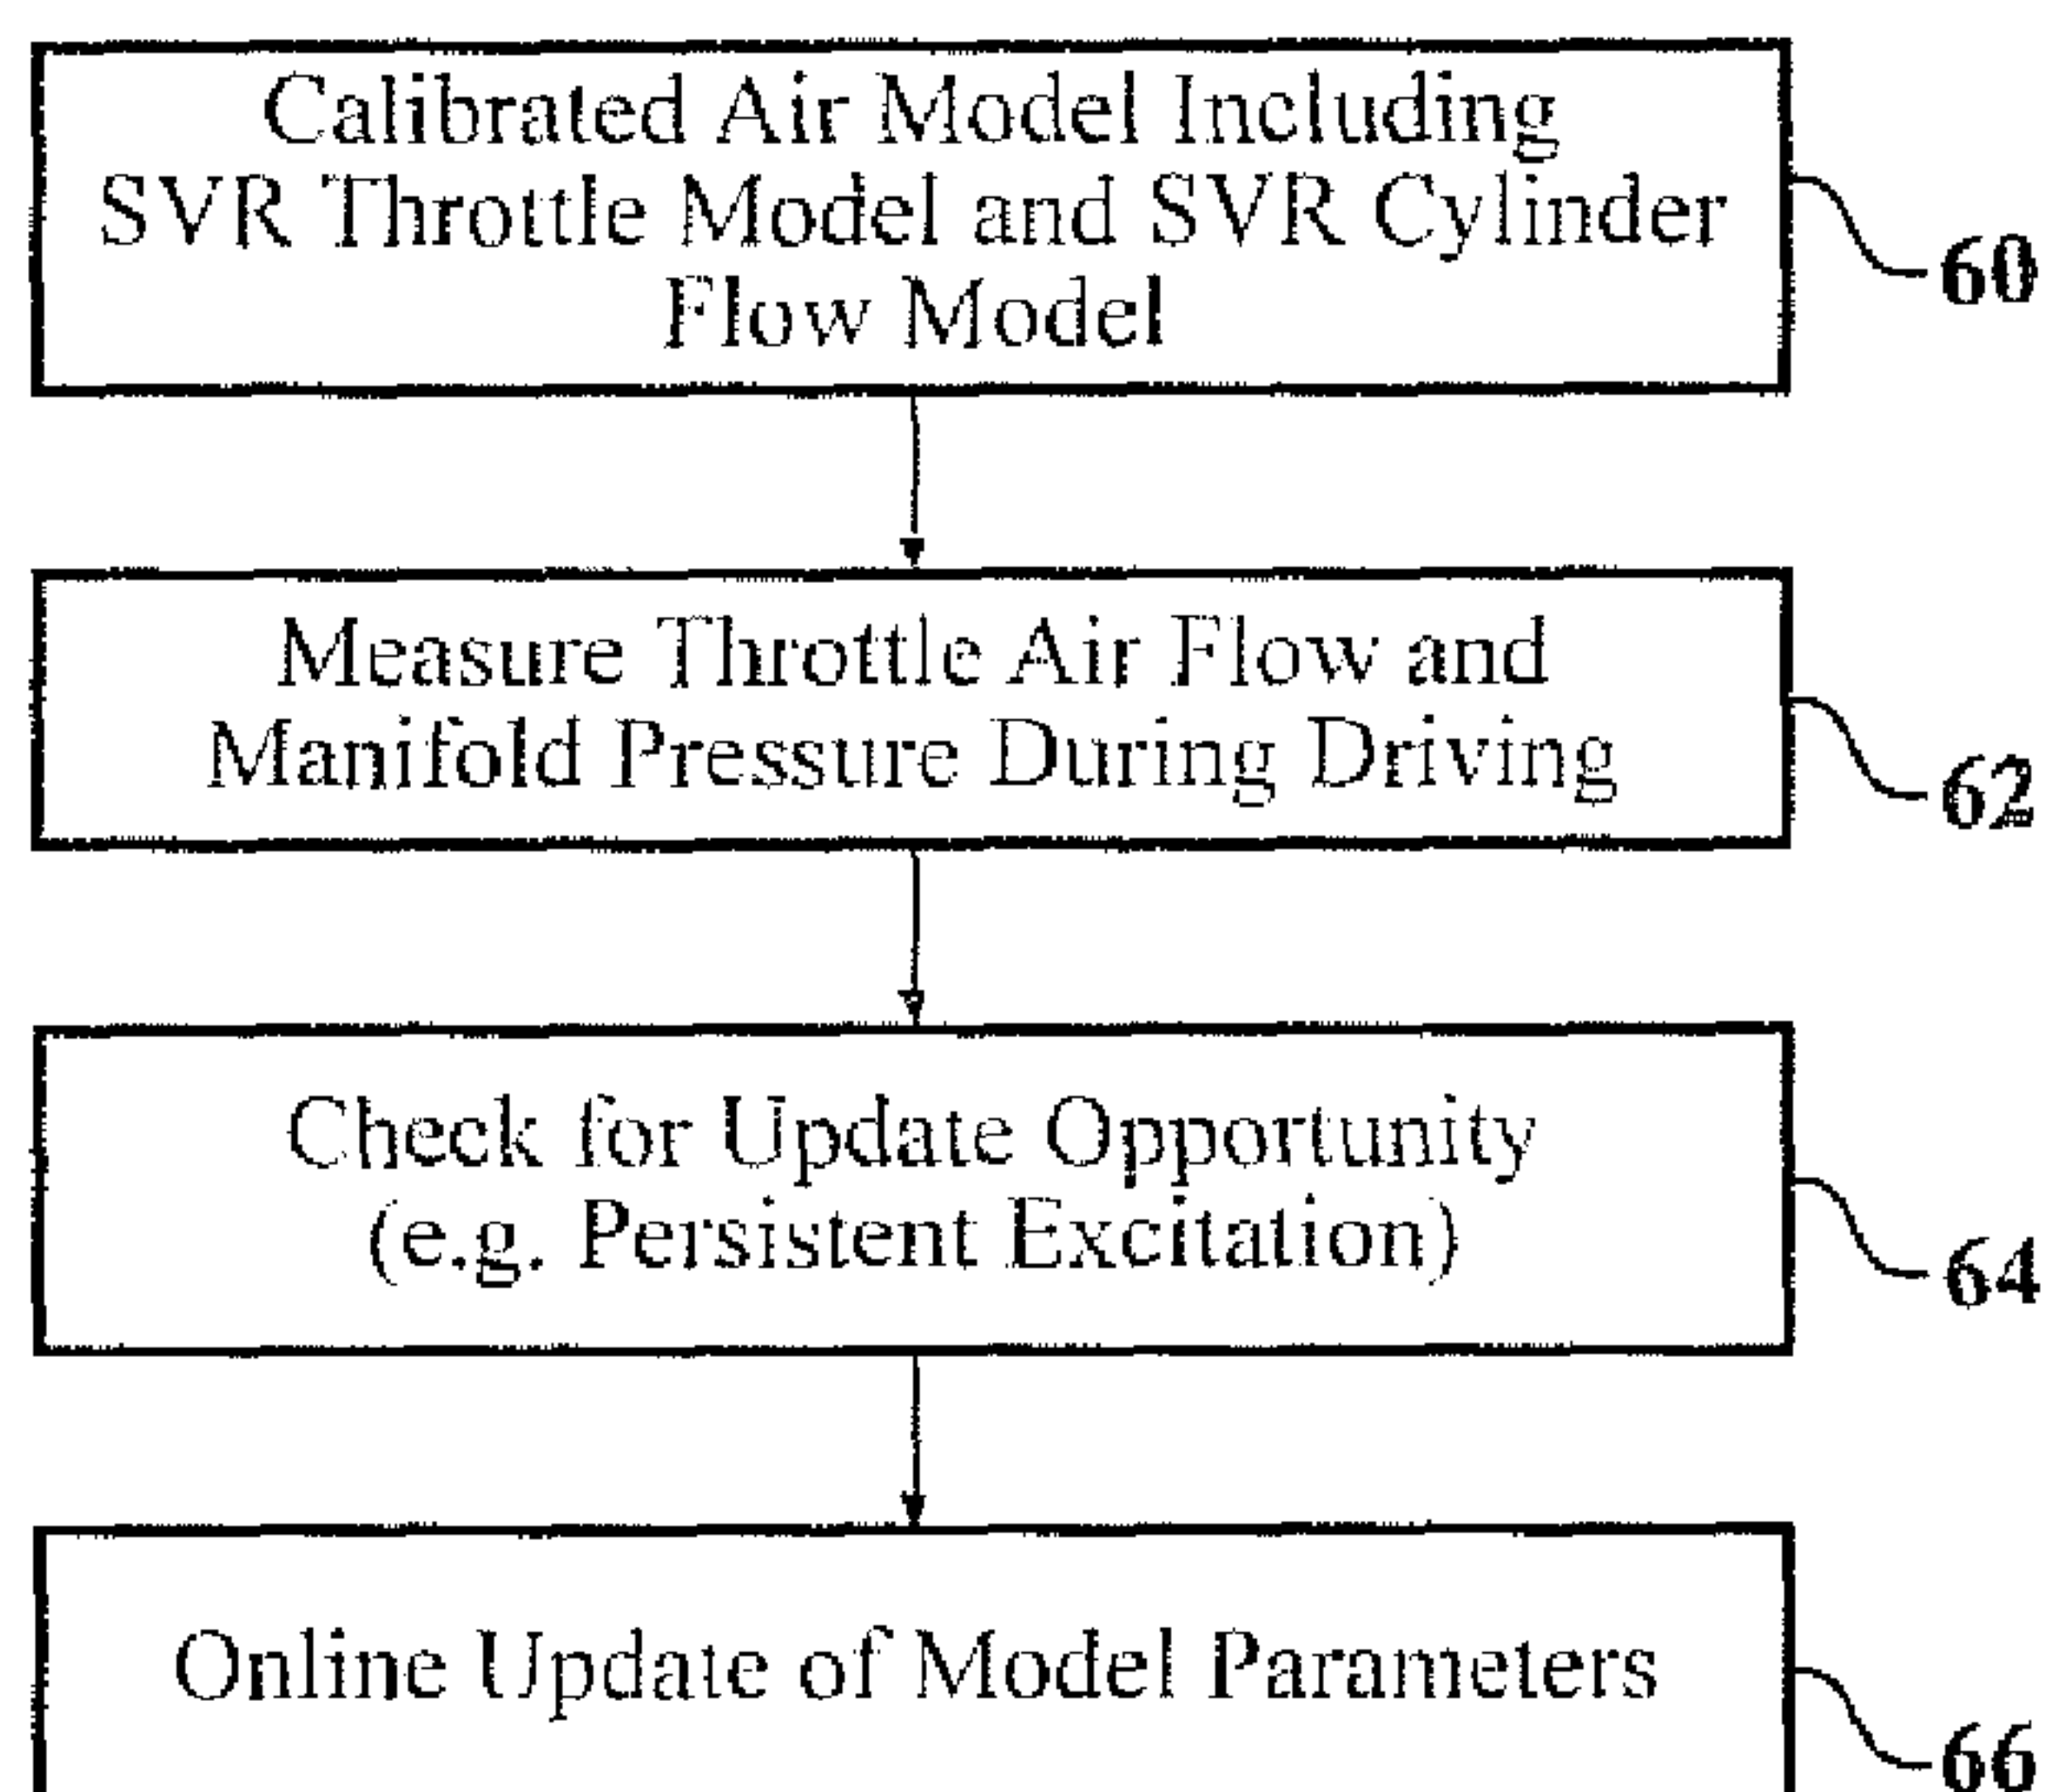 Calibrated Air Model Including
SVR Throttle Model and SVR Cylinder
Flow Model
60
Measure Throttle Air Flow and
Manifold Pressure During Driving
62
Check for Update Opportunity
(e.g. Persistent Excitation)
64
Online Update of Model Parameters
66